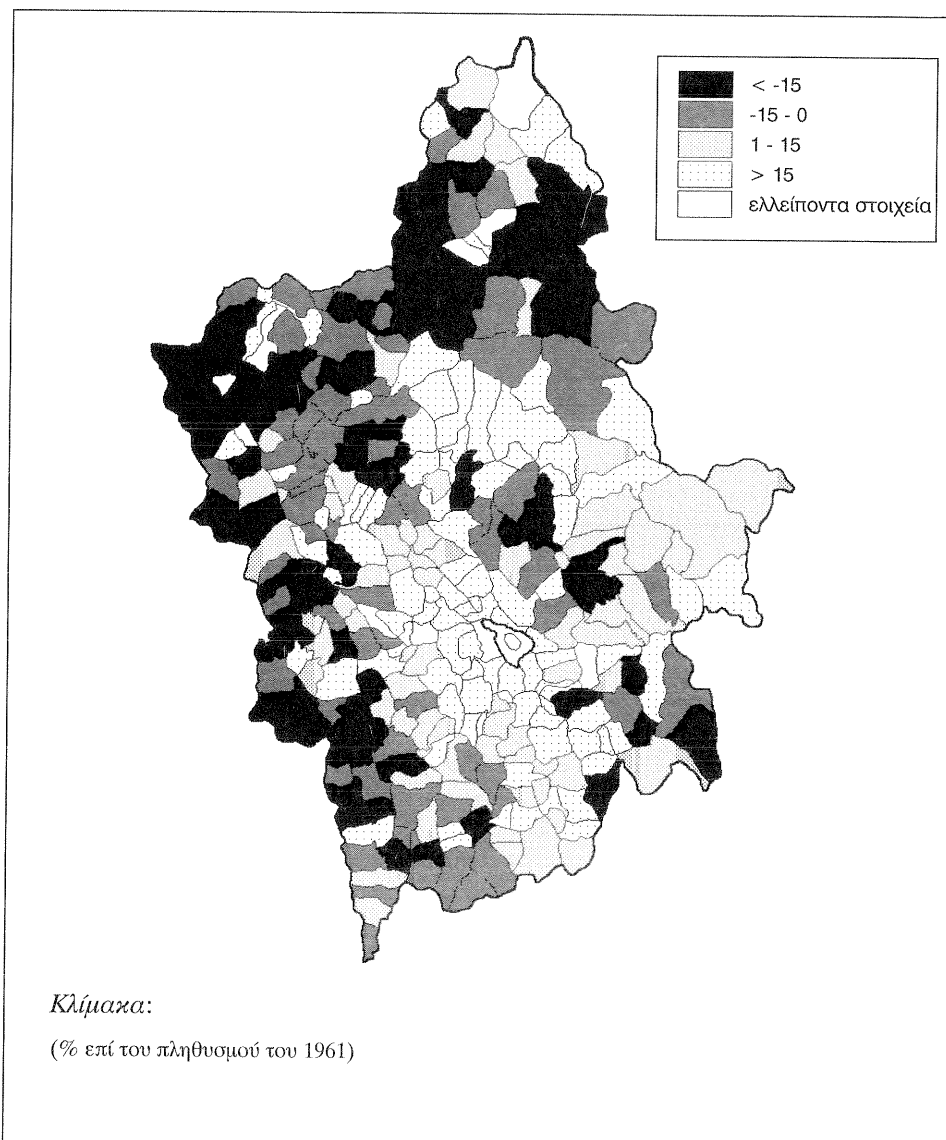 < -15
-15 - 0
1 - 15
> 15
ελλείποντα στοιχεία
Κλίμακα:
(% επί του πληθυσμού του 1961)